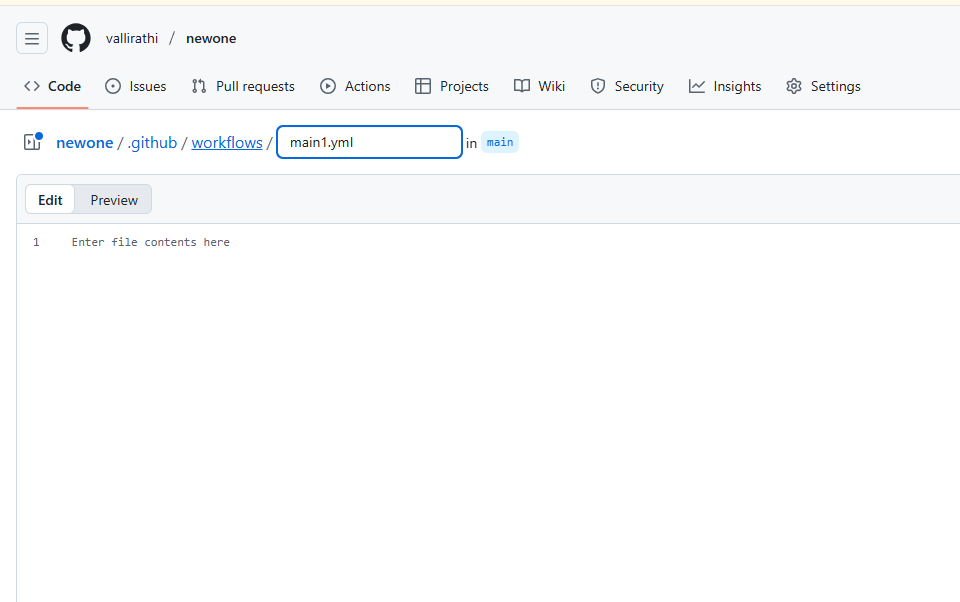 vallirathi / newone
Code Issues Pull requests Actions Projects Wiki Security Insights Settings
newone / .github / workflows / main1.yml in main
Edit Preview
1 Enter file contents here